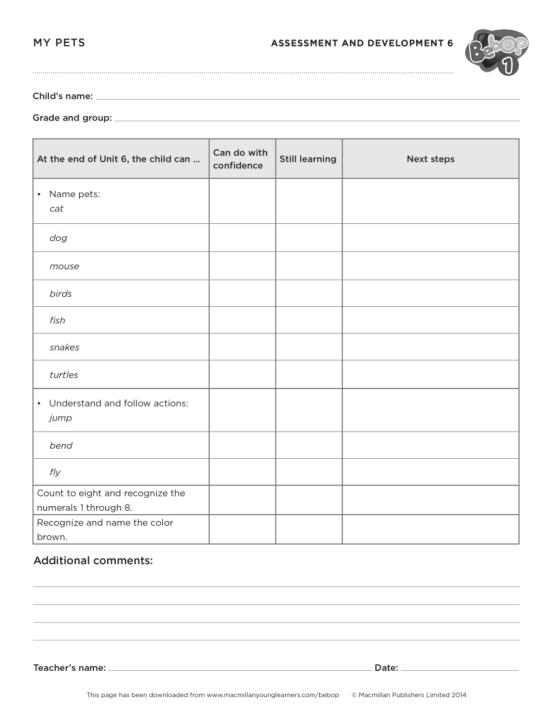 MY PETS
ASSESSMENT AND DEVELOPMENT 6
Bebop
1
Child's name:
Grade and group:
At the end of Unit 6, the child can ...
Can do with
confidence
Still learning
Next steps
• Name pets:
cat
dog
mouse
birds
fish
snakes
turtles
• Understand and follow actions:
jump
bend
fly
Count to eight and recognize the
numerals 1 through 8.
Recognize and name the color
brown.
Additional comments:
Teacher's name:
Date:
This page has been downloaded from www.macmillanyounglearners.com/bebop © Macmillan Publishers Limited 2014